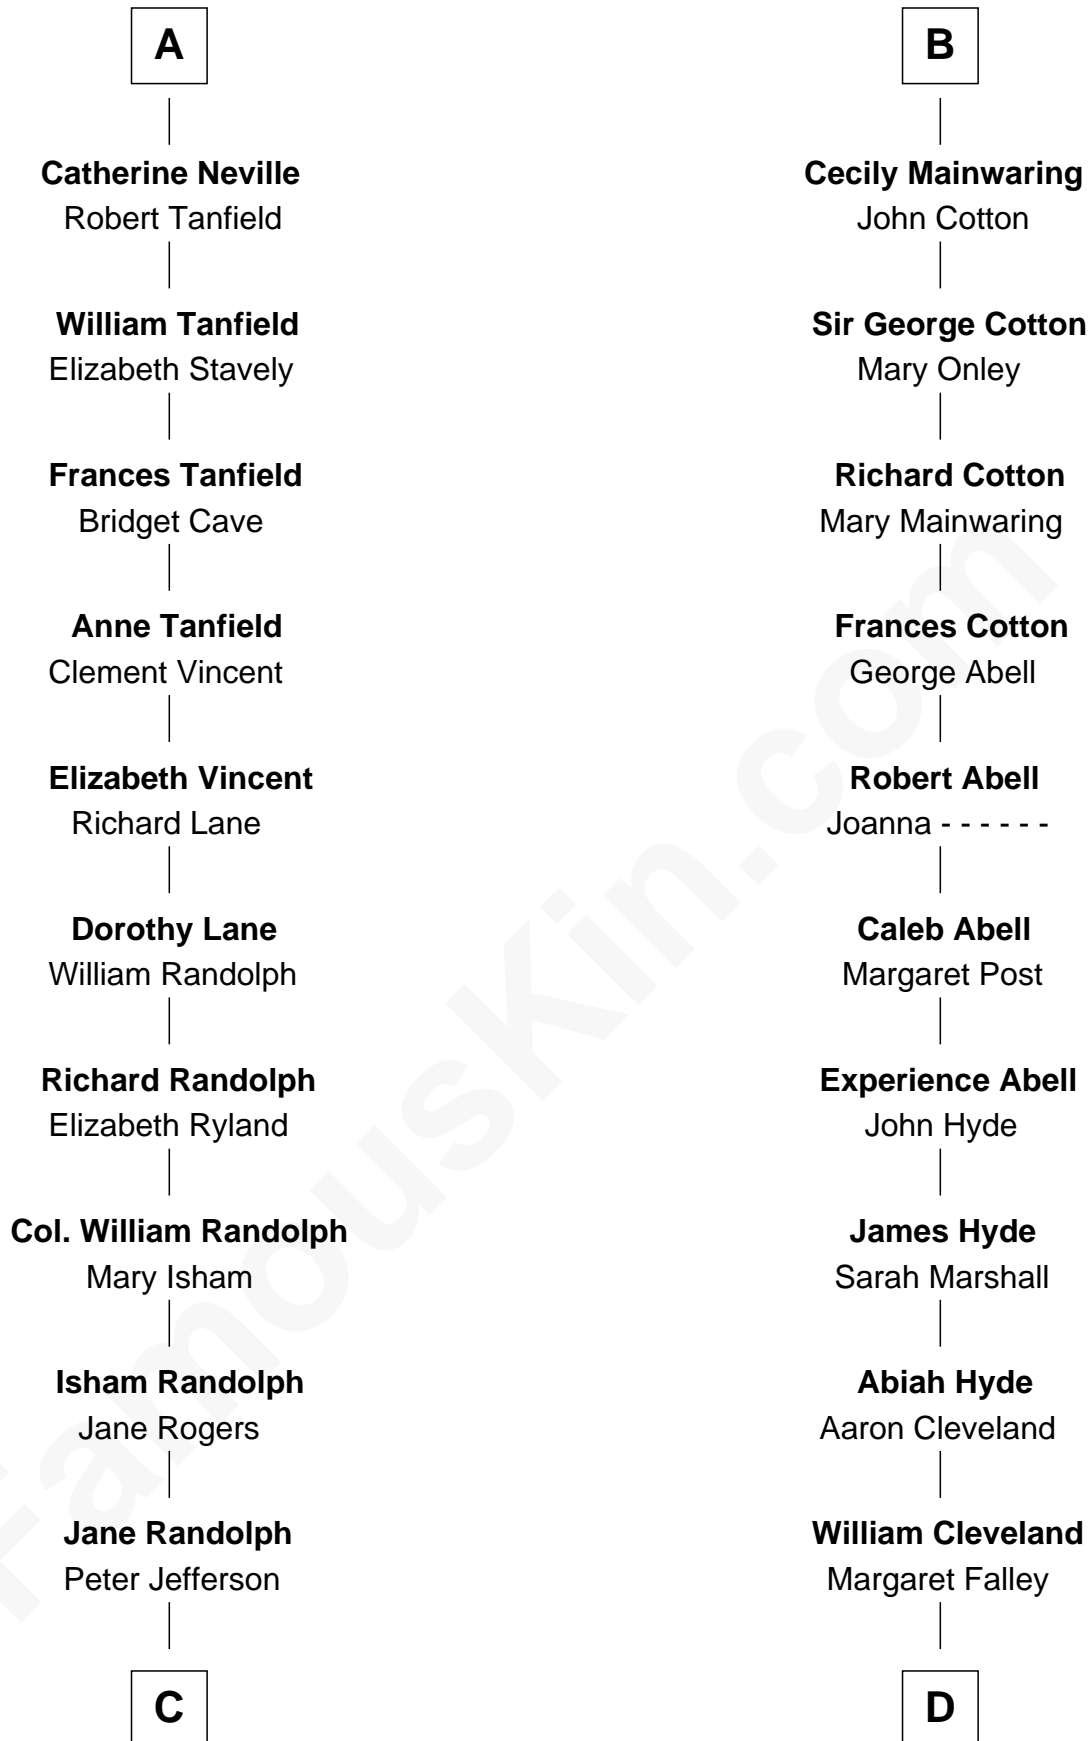 A
Catherine Neville
Robert Tanfield
William Tanfield
Elizabeth Stavely
Frances Tanfield
Bridget Cave
Anne Tanfield
Clement Vincent
Elizabeth Vincent
Richard Lane
Dorothy Lane
William Randolph
Richard Randolph
Elizabeth Ryland
Col. William Randolph
Mary Isham
Isham Randolph
Jane Rogers
Jane Randolph
Peter Jefferson
C
B
Cecily Mainwaring
John Cotton
Sir George Cotton
Mary Onley
Richard Cotton
Mary Mainwaring
Frances Cotton
George Abell
Robert Abell
Joanna - - - - - -
Caleb Abell
Margaret Post
Experience Abell
John Hyde
James Hyde
Sarah Marshall
Abiah Hyde
Aaron Cleveland
William Cleveland
Margaret Falley
D
FamousKin.com